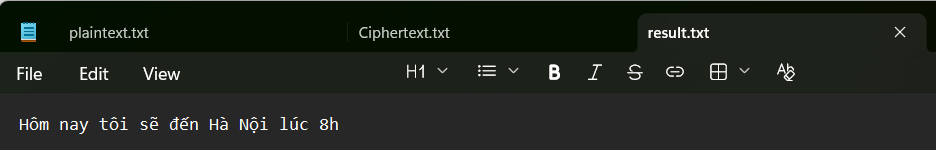 plaintext.txt Ciphertext.txt result.txt
File Edit View H1 B I S Ab
Hôm nay tôi sẽ đến Hà Nội lúc 8h